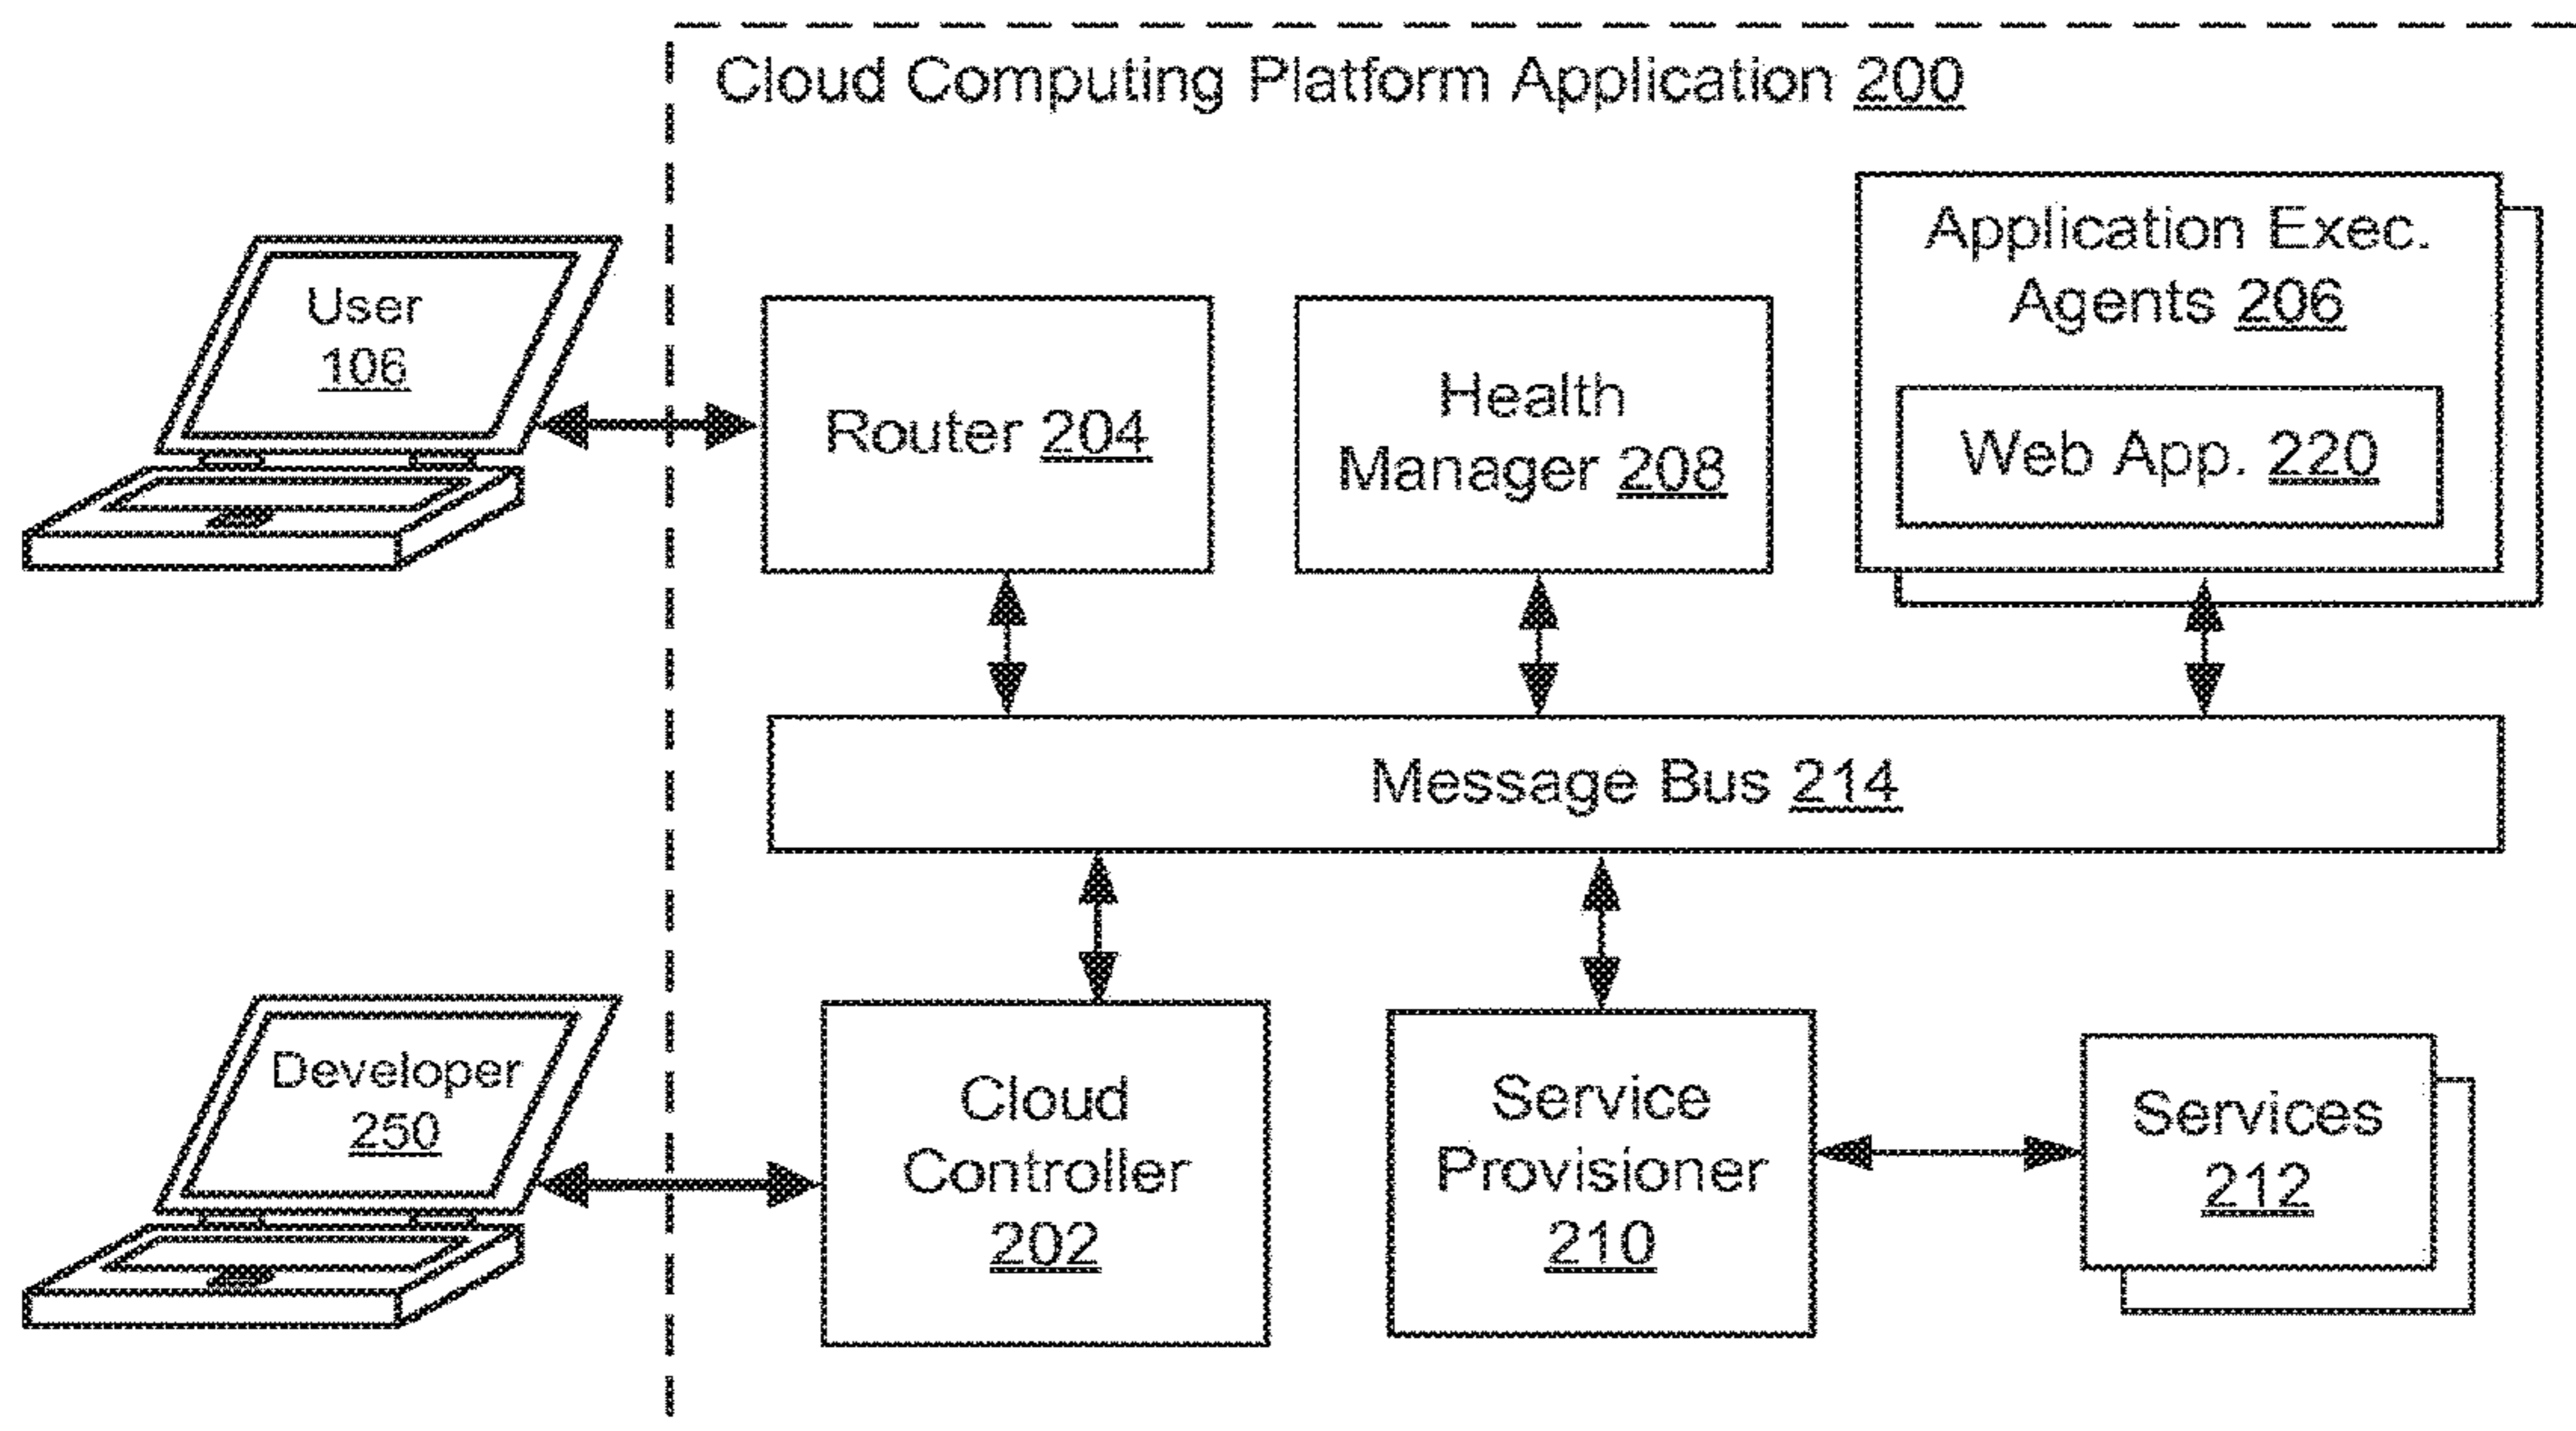 Cloud Computing Platform Application 200
User
106
Router 204
Health
Manager 208
Application Exec.
Agents 206
Web App. 220
Message Bus 214
Developer
250
Cloud
Controller
202
Service
Provisioner
210
Services
212